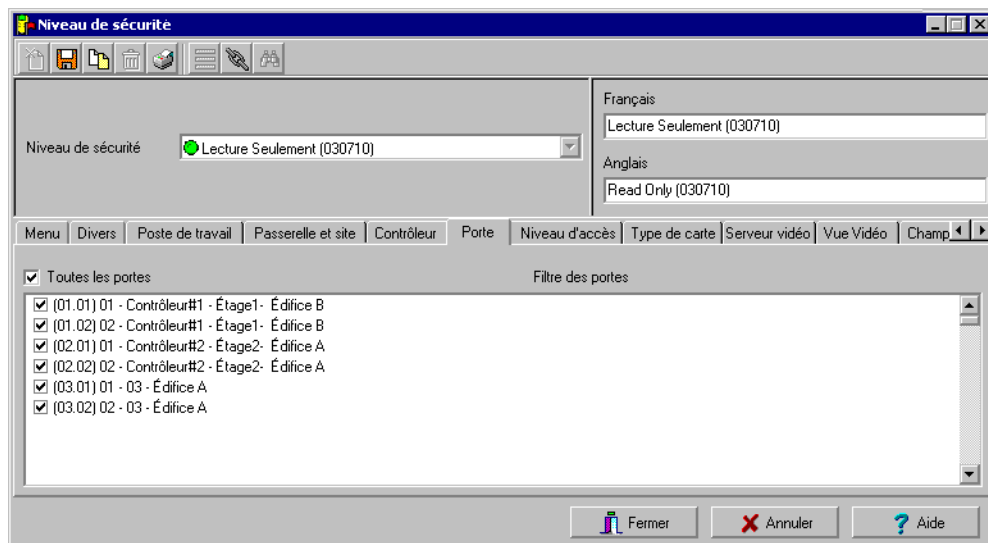 Niveau de sécurité
Français
Lecture Seulement (030710)
Niveau de sécurité
Lecture Seulement (030710)
Anglais
Read Only (030710)
Menu
Divers
Poste de travail
Passerelle et site
Contrôleur
Porte
Niveau d'accès
Type de carte
Serveur vidéo
Vue Vidéo
Champ
Toutes les portes
Filtre des portes
(01.01) 01 - Contrôleur#1 - Étage1-  Édifice B
(01.02) 02 - Contrôleur#1 - Étage1-  Édifice B
(02.01) 01 - Contrôleur#2 - Étage2-  Édifice A
(02.02) 02 - Contrôleur#2 - Étage2-  Édifice A
(03.01) 01 - 03 - Édifice A
(03.02) 02 - 03 - Édifice A
Fermer
Annuler
Aide